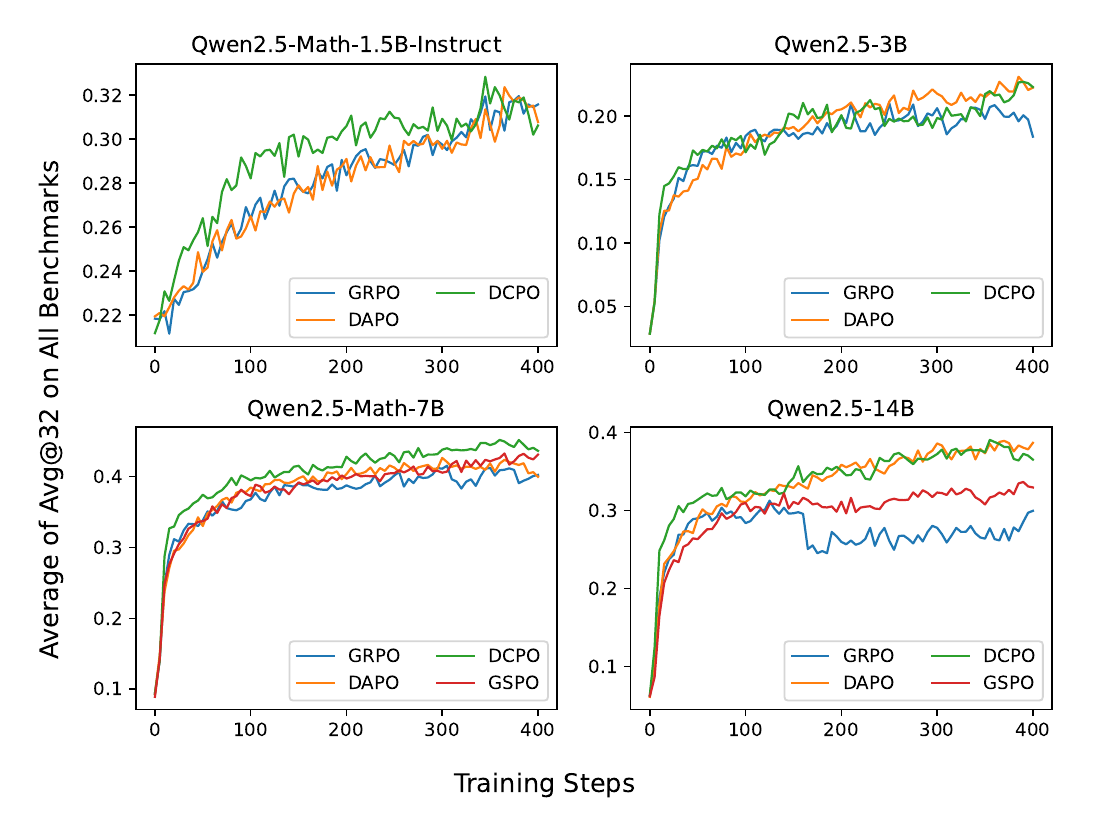 Qwen2.5-Math-1.5B-Instruct
0.32
0.30
0.28
0.26
0.24
0.22
GRPO
DCPO
DAPO
0 100 200 300 400
Qwen2.5-3B
0.20
0.15
0.10
0.05
GRPO
DCPO
DAPO
0 100 200 300 400
Qwen2.5-Math-7B
0.4
0.3
0.2
0.1
GRPO
DCPO
DAPO
GSPO
0 100 200 300 400
Qwen2.5-14B
0.4
0.3
0.2
0.1
GRPO
DCPO
DAPO
GSPO
0 100 200 300 400
Average of Avg@32 on All Benchmarks
Training Steps